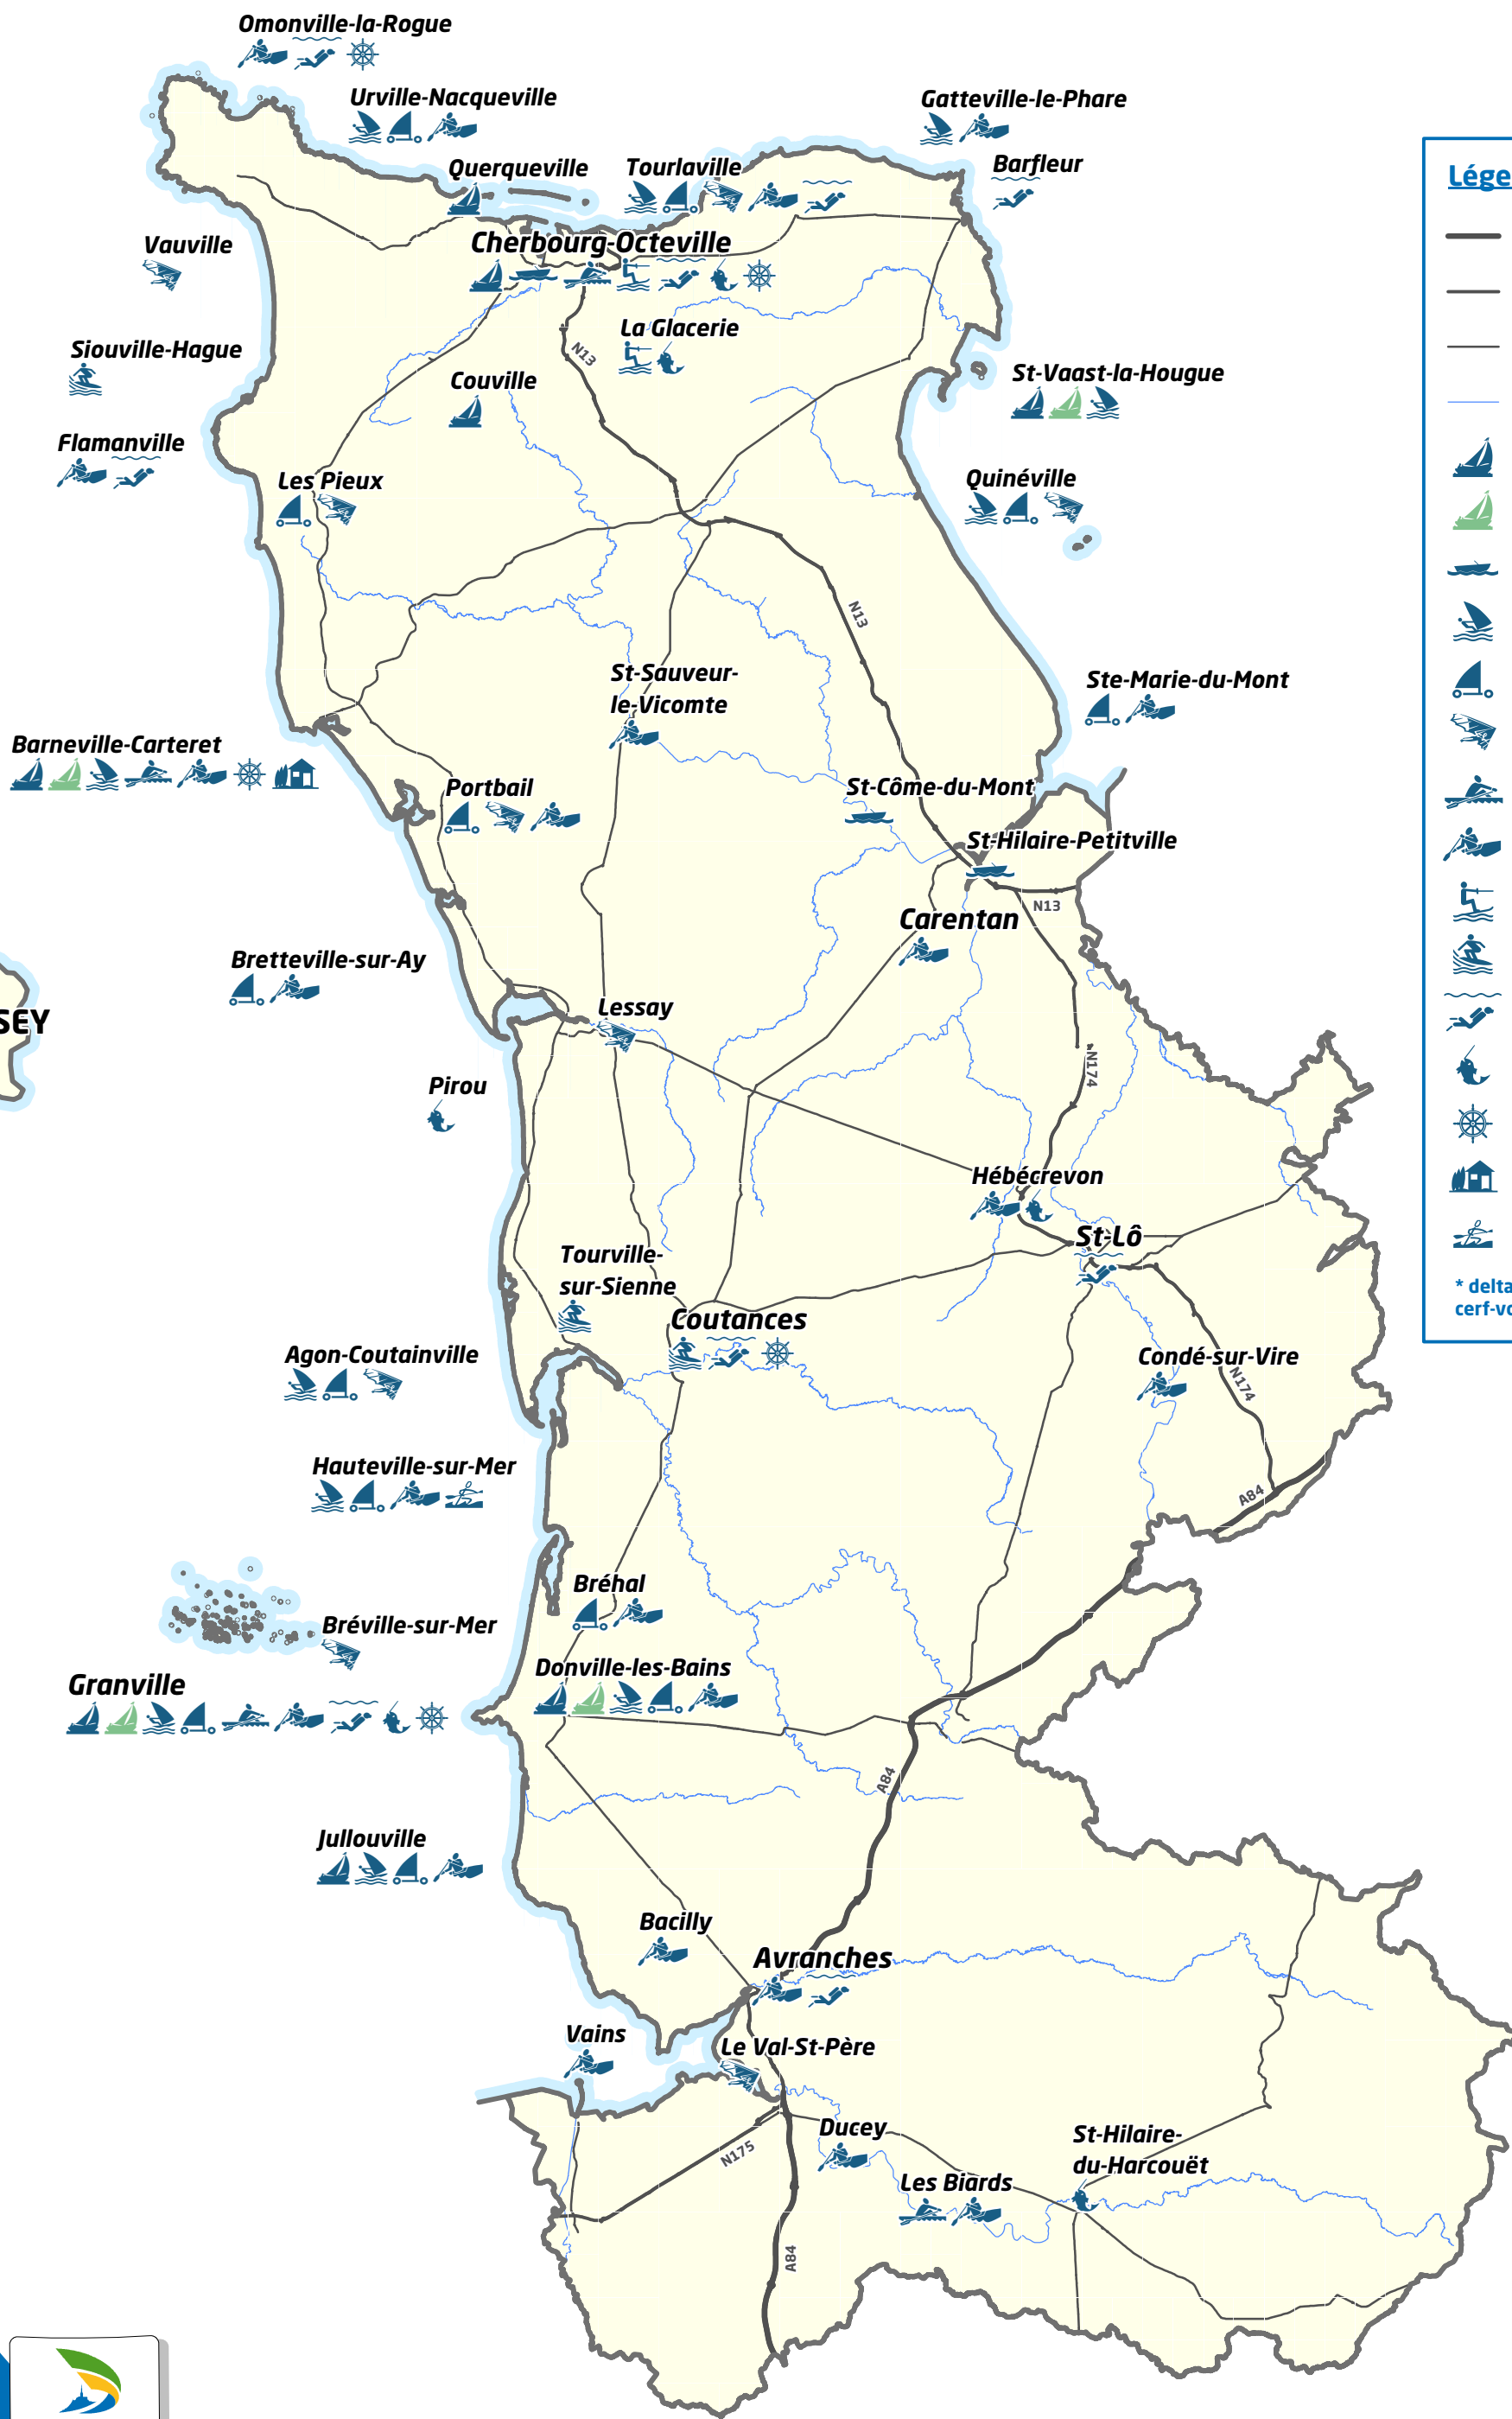 Omonville-la-Rogue
Urville-Nacqueville
Gatteville-le-Phare
Querqueville
Tourlaville
Barfleur
Vauville
Cherbourg-Octeville
Siouville-Hague
La Glacerie
N13
Couville
St-Vaast-la-Hougue
Flamanville
Les Pieux
Quinéville
N13
St-Sauveur-
le-Vicomte
Ste-Marie-du-Mont
Barneville-Carteret
Portbail
St-Côme-du-Mont
St-Hilaire-Petitville
N13
Carentan
Bretteville-sur-Ay
Lessay
SEY
N174
Pirou
Hébécrevon
St-Lô
Tourville-
sur-Sienne
Coutances
Agon-Coutainville
Condé-sur-Vire
N174
Hauteville-sur-Mer
A84
Bréhal
Bréville-sur-Mer
Granville
Donville-les-Bains
A84
Jullouville
Bacilly
Avranches
Vains
Le Val-St-Père
Ducey
N175
St-Hilaire-
du-Harcouët
Les Biards
A84
Lége
* delta
cerf-vo